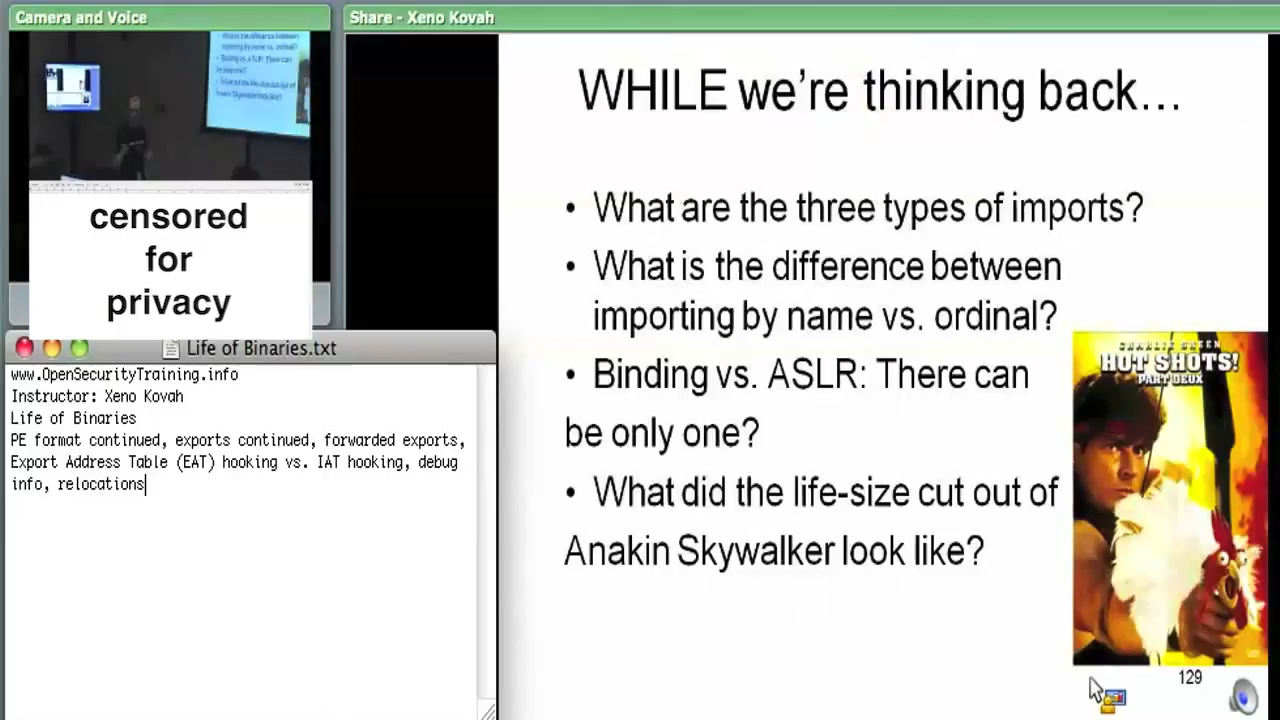 Camera and Voice
Share - Xeno Kovah
censored
for
privacy
Life of Binaries.txt
www.OpenSecurityTraining.info
Instructor: Xeno Kovah
Life of Binaries
PE format continued, exports continued, forwarded exports,
Export Address Table (EAT) hooking vs. IAT hooking, debug
info, relocations
WHILE we're thinking back...
• What are the three types of imports?
• What is the difference between
importing by name vs. ordinal?
• Binding vs. ASLR: There can
be only one?
• What did the life-size cut out of
Anakin Skywalker look like?
CHARLIE SHEEN
HOT SHOTS!
PART DEUX
129